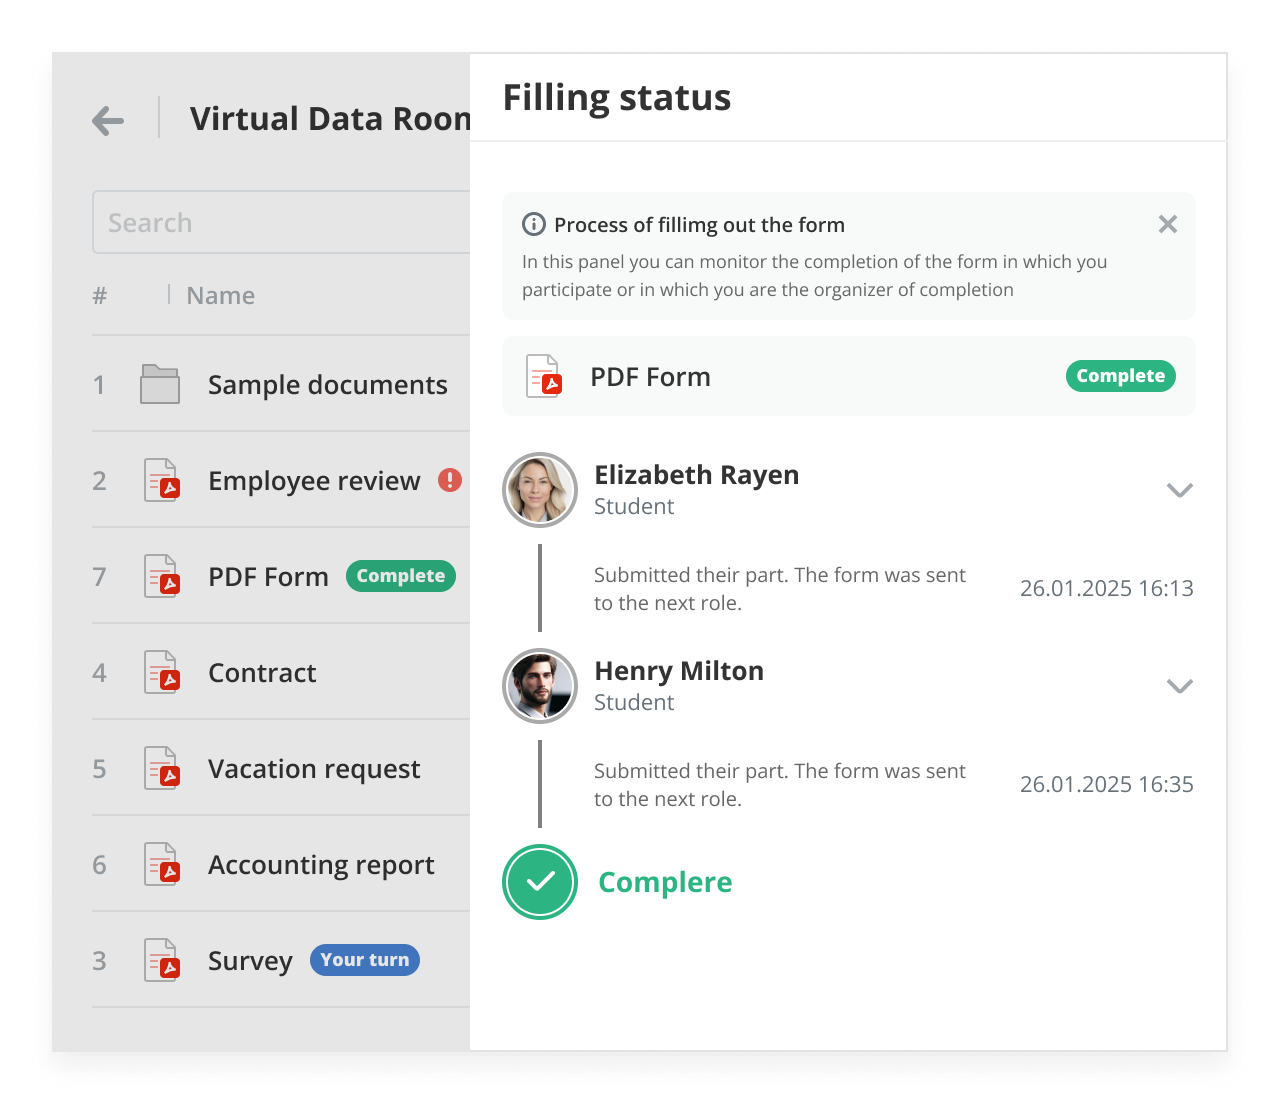 Virtual Data Room
Search
# Name
1 Sample documents
2 Employee review
7 PDF Form Complete
4 Contract
5 Vacation request
6 Accounting report
3 Survey Your turn
Filling status
Process of fillimg out the form
In this panel you can monitor the completion of the form in which you
participate or in which you are the organizer of completion
PDF Form Complete
Elizabeth Rayen
Student
Submitted their part. The form was sent
to the next role.
26.01.2025 16:13
Henry Milton
Student
Submitted their part. The form was sent
to the next role.
26.01.2025 16:35
Complere